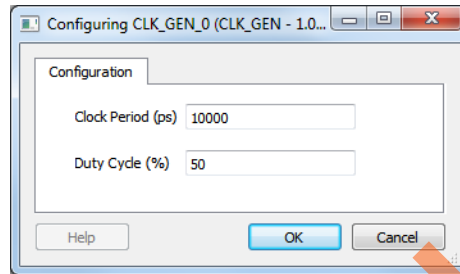 Configuring CLK_GEN_0 (CLK_GEN - 1.0...
Configuration
Clock Period (ps) 10000
Duty Cycle (%) 50
Help OK Cancel